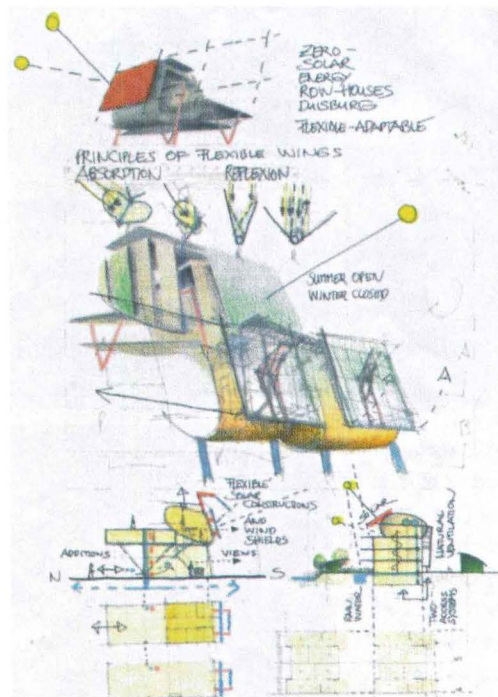 ZERO-
SOLAR
ENERGY
ROW-HOUSES
DUISBURG
FLEXIBLE-ADAPTABLE
PRINCIPLES OF FLEXIBLE WINGS
ABSORPTION REFLEXION
SUMMER OPEN
WINTER CLOSED
FLEXIBLE
SOLAR
CONSTRUCTIONS
AND
WIND
SHIELDS
ADDITIONS
VIEWS
N S
SOLAR
NATURAL
VENTILATION
RAIN
WATER
TWO
ACCESS
SYSTEMS